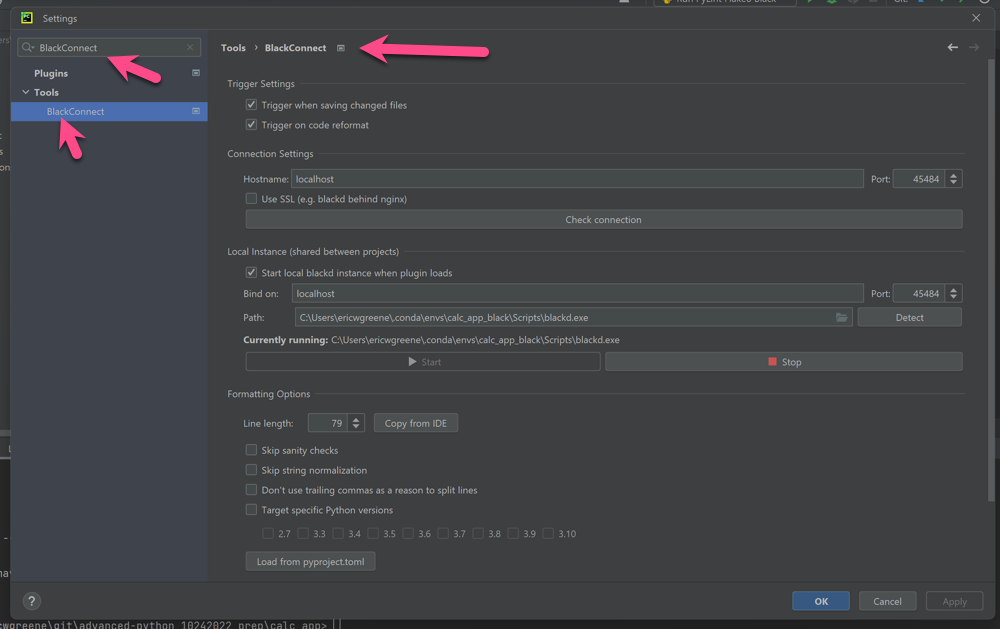 Settings
BlackConnect
Plugins
Tools
BlackConnect
Tools › BlackConnect
Trigger Settings
Trigger when saving changed files
Trigger on code reformat
Connection Settings
Hostname: localhost Port: 45484
Use SSL (e.g. blackd behind nginx)
Check connection
Local Instance (shared between projects)
Start local blackd instance when plugin loads
Bind on: localhost Port: 45484
Path: C:\Users\ericwgreene\.conda\envs\calc_app_black\Scripts\blackd.exe Detect
Currently running: C:\Users\ericwgreene\.conda\envs\calc_app_black\Scripts\blackd.exe
Start Stop
Formatting Options
Line length: 79 Copy from IDE
Skip sanity checks
Skip string normalization
Don't use trailing commas as a reason to split lines
Target specific Python versions
2.7 3.3 3.4 3.5 3.6 3.7 3.8 3.9 3.10
Load from pyproject.toml
? OK Cancel Apply
cwgreene\git\advanced-python_10242022_prep\calc_app>